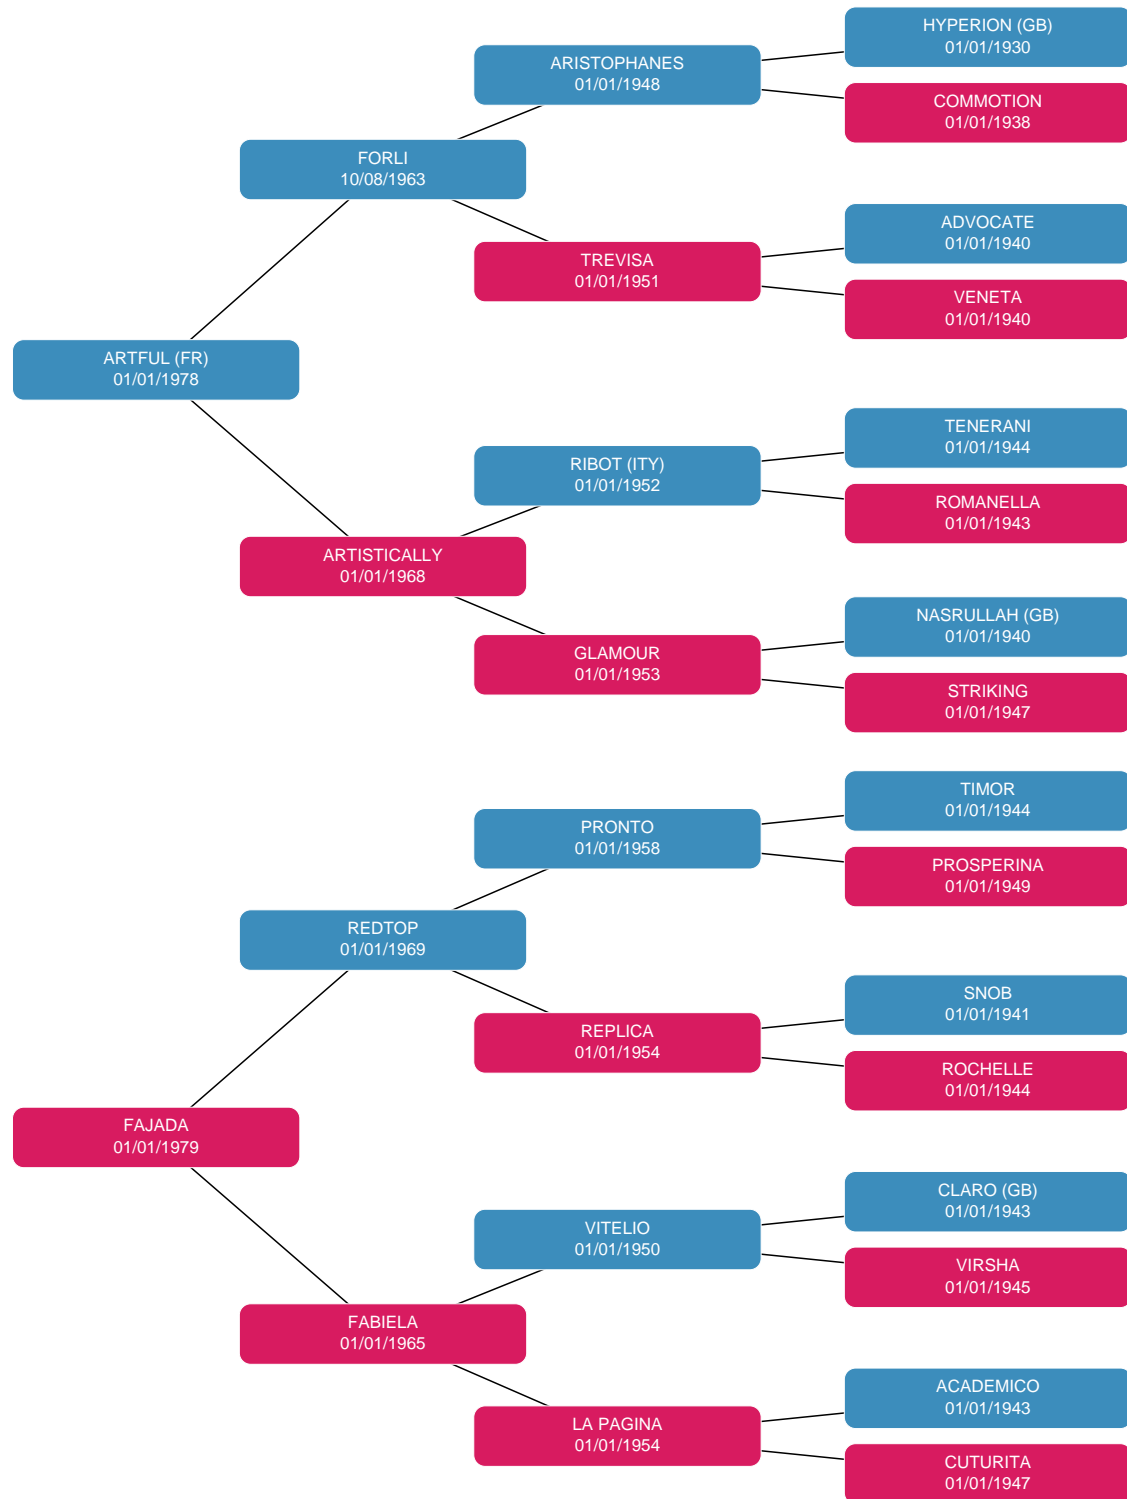 HYPERION (GB)
01/01/1930
ARISTOPHANES
01/01/1948
COMMOTION
01/01/1938
FORLI
10/08/1963
ADVOCATE
01/01/1940
TREVISA
01/01/1951
VENETA
01/01/1940
ARTFUL (FR)
01/01/1978
TENERANI
01/01/1944
RIBOT (ITY)
01/01/1952
ROMANELLA
01/01/1943
ARTISTICALLY
01/01/1968
NASRULLAH (GB)
01/01/1940
GLAMOUR
01/01/1953
STRIKING
01/01/1947
TIMOR
01/01/1944
PRONTO
01/01/1958
PROSPERINA
01/01/1949
REDTOP
01/01/1969
SNOB
01/01/1941
REPLICA
01/01/1954
ROCHELLE
01/01/1944
FAJADA
01/01/1979
CLARO (GB)
01/01/1943
VITELIO
01/01/1950
VIRSHA
01/01/1945
FABIELA
01/01/1965
ACADEMICO
01/01/1943
LA PAGINA
01/01/1954
CUTURITA
01/01/1947